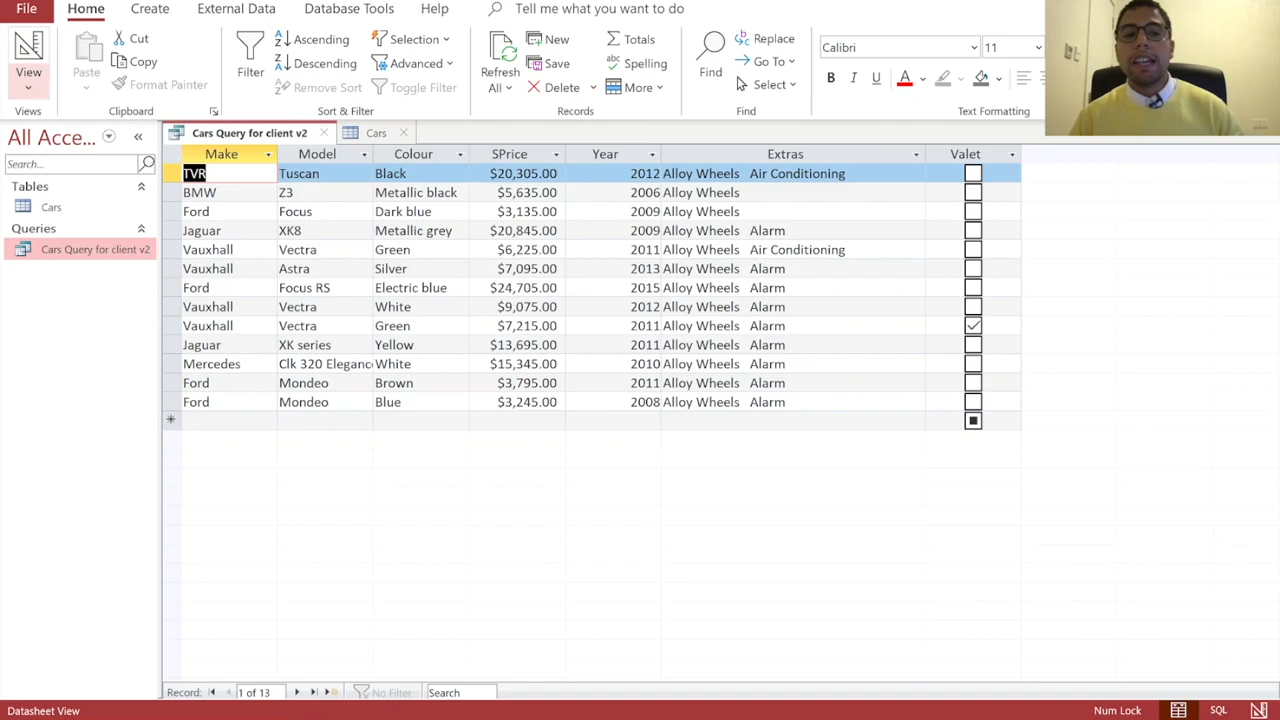 File Home Create External Data Database Tools Help Tell me what you want to do
View
Paste
Cut
Copy
Format Painter
Filter
Ascending
Descending
Remove Sort
Selection
Advanced
Toggle Filter
Refresh
All
New
Save
Delete
Totals
Spelling
More
Find
Replace
Go To
Select
Calibri 11
B I U A
Views Clipboard Sort & Filter Records Find Text Formatting
All Acce...
Search...
Tables
Cars
Queries
Cars Query for client v2
Cars Query for client v2 Cars
Make Model Colour SPrice Year Extras Valet
TVR Tuscan Black $20,305.00 2012 Alloy Wheels Air Conditioning
BMW Z3 Metallic black $5,635.00 2006 Alloy Wheels
Ford Focus Dark blue $3,135.00 2009 Alloy Wheels
Jaguar XK8 Metallic grey $20,845.00 2009 Alloy Wheels Alarm
Vauxhall Vectra Green $6,225.00 2011 Alloy Wheels Air Conditioning
Vauxhall Astra Silver $7,095.00 2013 Alloy Wheels Alarm
Ford Focus RS Electric blue $24,705.00 2015 Alloy Wheels Alarm
Vauxhall Vectra White $9,075.00 2012 Alloy Wheels Alarm
Vauxhall Vectra Green $7,215.00 2011 Alloy Wheels Alarm
Jaguar XK series Yellow $13,695.00 2011 Alloy Wheels Alarm
Mercedes Clk 320 Eleganc White $15,345.00 2010 Alloy Wheels Alarm
Ford Mondeo Brown $3,795.00 2011 Alloy Wheels Alarm
Ford Mondeo Blue $3,245.00 2008 Alloy Wheels Alarm
Record: 1 of 13 No Filter Search
Datasheet View Num Lock SQL